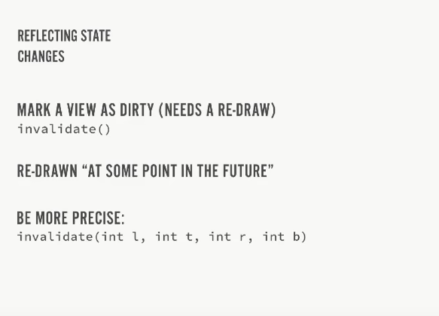 REFLECTING STATE
CHANGES
MARK A VIEW AS DIRTY (NEEDS A RE-DRAW)
invalidate()
RE-DRAWN “AT SOME POINT IN THE FUTURE”
BE MORE PRECISE:
invalidate(int l, int t, int r, int b)